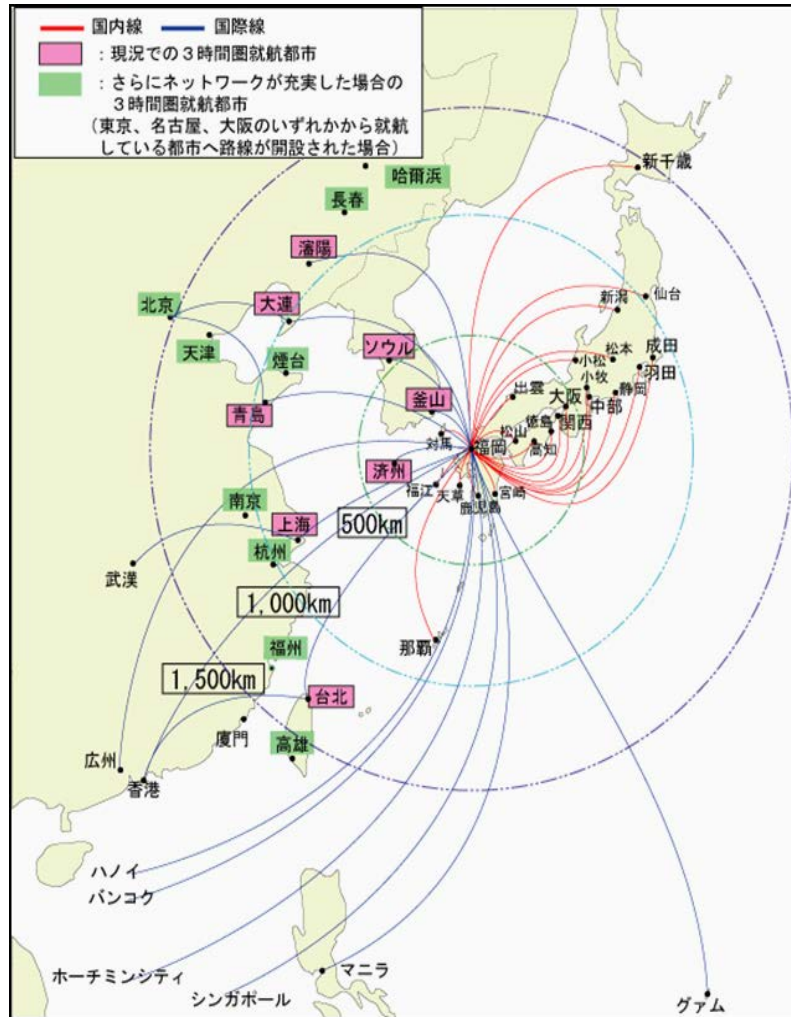 国内線 国際線
：現況での３時間圏就航都市
：さらにネットワークが充実した場合の
３時間圏就航都市
（東京、名古屋、大阪のいずれかから就航
している都市へ路線が開設された場合）
哈爾浜
新千歳
長春
瀋陽
北京
大連
新潟
仙台
天津
ソウル
煙台
小松
松本
成田
羽田
小牧
静岡
青島
釜山
出雲
大阪
中部
徳島
関西
対馬
松山
福岡
高知
済州
福江
天草
宮崎
鹿児島
南京
500km
上海
杭州
武漢
1,000km
那覇
福州
1,500km
台北
廈門
高雄
広州
香港
ハノイ
バンコク
ホーチミンシティ
マニラ
シンガポール
グァム